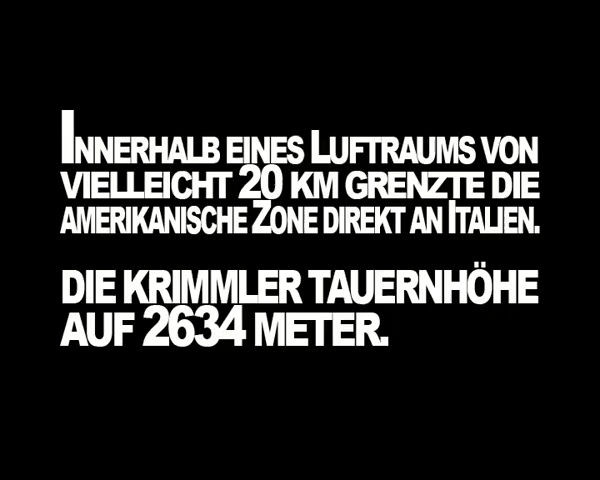 INNERHALB EINES LUFTRAUMS VON
VIELLEICHT 20 KM GRENZTE DIE
AMERIKANISCHE ZONE DIREKT AN ITALIEN.
DIE KRIMMLER TAUERNHÖHE
AUF 2634 METER.